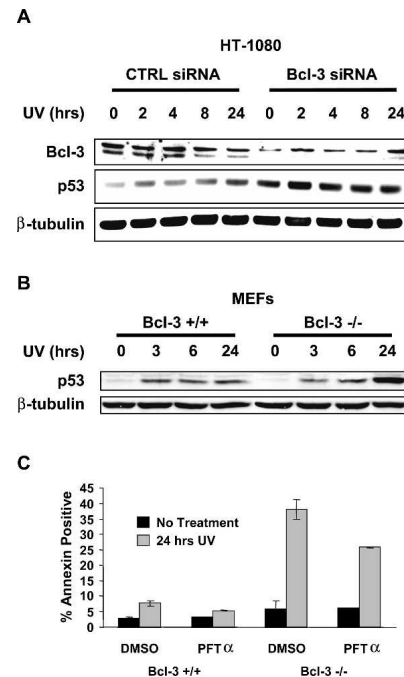 A
HT-1080
CTRL siRNA Bcl-3 siRNA
UV (hrs) 0 2 4 8 24 0 2 4 8 24
Bcl-3
p53
β-tubulin
B
MEFs
Bcl-3 +/+ Bcl-3 -/-
UV (hrs) 0 3 6 24 0 3 6 24
p53
β-tubulin
C
% Annexin Positive
45
40
35
30
25
20
15
10
5
0
No Treatment
24 hrs UV
DMSO PFT α DMSO PFT α
Bcl-3 +/+ Bcl-3 -/-